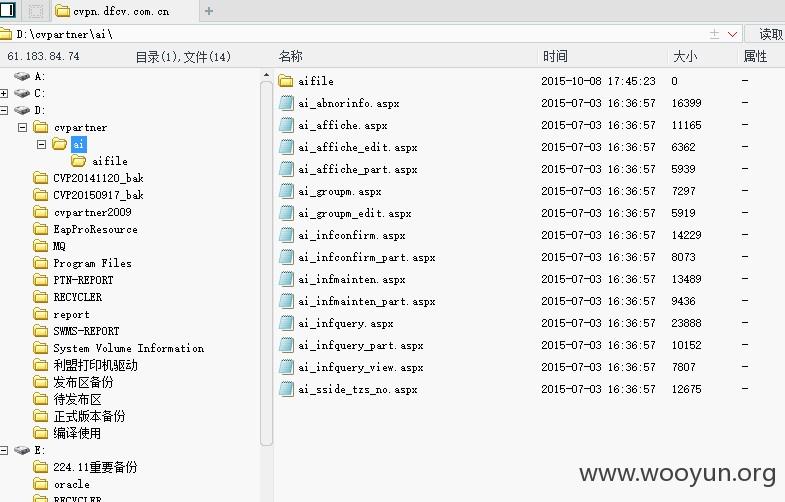 cvpn.dfcv.com.cn
D:\cvpartner\ai\
读取
61.183.84.74
目录(1),文件(14)
名称 时间 大小 属性
A:
C:
D:
cvpartner
ai
aifile
CVP20141120_bak
CVP20150917_bak
cvpartner2009
EapProResource
MQ
Program Files
PTN-REPORT
RECYCLER
report
SWMS-REPORT
System Volume Information
利盟打印机驱动
发布区备份
待发布区
正式版本备份
编译使用
E:
224.11重要备份
oracle
RECYCLER
aifile 2015-10-08 17:45:23 0 -
ai_abnorinfo.aspx 2015-07-03 16:36:57 16399 -
ai_affiche.aspx 2015-07-03 16:36:57 11165 -
ai_affiche_edit.aspx 2015-07-03 16:36:57 6362 -
ai_affiche_part.aspx 2015-07-03 16:36:57 5939 -
ai_groupm.aspx 2015-07-03 16:36:57 7297 -
ai_groupm_edit.aspx 2015-07-03 16:36:57 5919 -
ai_infconfirm.aspx 2015-07-03 16:36:57 14229 -
ai_infconfirm_part.aspx 2015-07-03 16:36:57 8073 -
ai_infmainten.aspx 2015-07-03 16:36:57 13489 -
ai_infmainten_part.aspx 2015-07-03 16:36:57 9436 -
ai_infquery.aspx 2015-07-03 16:36:57 23888 -
ai_infquery_part.aspx 2015-07-03 16:36:57 10152 -
ai_infquery_view.aspx 2015-07-03 16:36:57 7807 -
ai_sside_tzs_no.aspx 2015-07-03 16:36:57 12675 -
www.wooyun.org